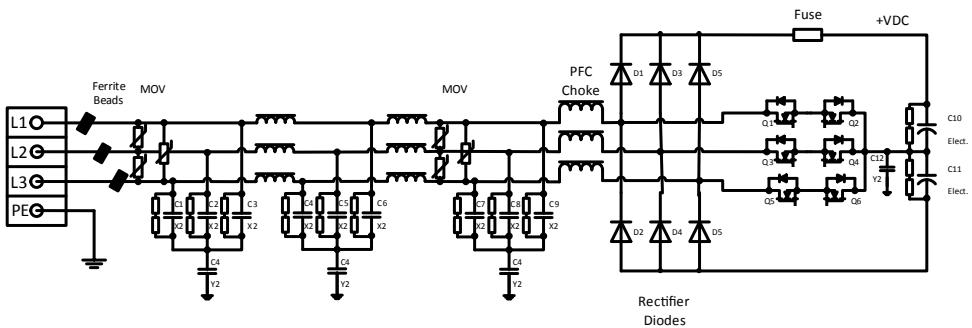 Fuse
+VDC
Ferrite
Beads
MOV
MOV
PFC
Choke
D1
D3
D5
L1
L2
L3
PE
Q1
Q2
Q3
Q4
Q5
Q6
C10
Elect.
C11
Elect.
C12
Y2
C1
X2
C2
X2
C3
X2
C4
X2
C5
X2
C6
X2
C7
X2
C8
X2
C9
X2
D2
D4
D5
C4
Y2
C4
Y2
C4
Y2
Rectifier
Diodes